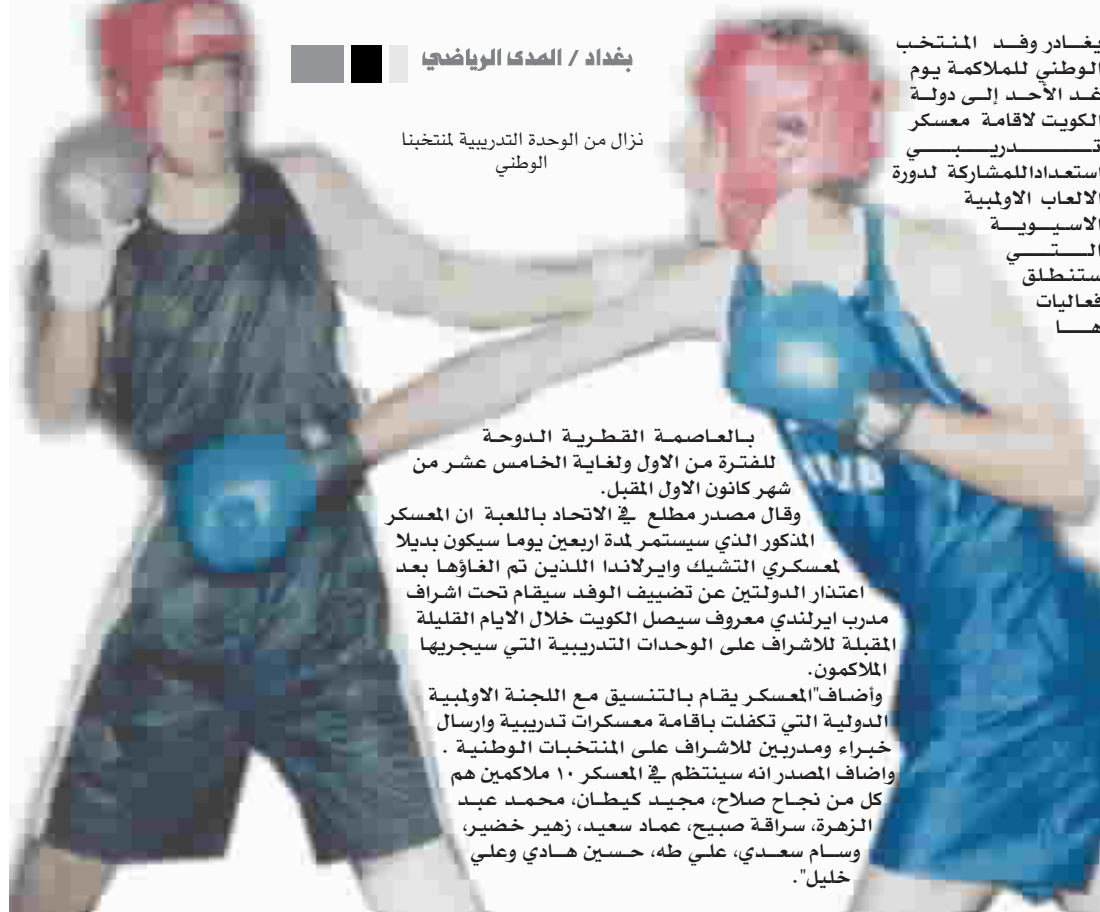 بغداد / المدى الرياضي
نزال من الوحدة التدريبية لمنتخبنا
الوطني
يغادر وفد المنتخب
الوطني للملاكمة يوم
غد الأحد إلى دولة
الكويت لاقامة معسكر
تدريبي
استعداداللمشاركة لدورة
الالعاب الاولمبية
الاسيوية
التي
ستنطلق
فعاليات
ها
بالعاصمة القطرية الدوحة
للفترة من الاول ولغاية الخامس عشر من
شهر كانون الاول المقبل.
وقال مصدر مطلع في الاتحاد باللعبة ان المعسكر
المذكور الذي سيستمر لمدة اربعين يوما سيكون بديلا
لمعسكري التشيك وايرلاندا اللذين تم الغاؤها بعد
اعتذار الدولتين عن تضييف الوفد سيقام تحت اشراف
مدرب ايرلندي معروف سيصل الكويت خلال الايام القليلة
المقبلة للاشراف على الوحدات التدريبية التي سيجريها
الملاكمون.
وأضاف"المعسكر يقام بالتنسيق مع اللجنة الاولمبية
الدولية التي تكفلت باقامة معسكرات تدريبية وارسال
خبراء ومدربين للاشراف على المنتخبات الوطنية .
واضاف المصدر انه سينتظم في المعسكر ١٠ ملاكمين هم
كل من نجاح صلاح، مجيد كيطان، محمد عبد
الزهرة، سراقة صبيح، عماد سعيد، زهير خضير،
وسام سعدي، علي طه، حسين هادي وعلي
خليل".